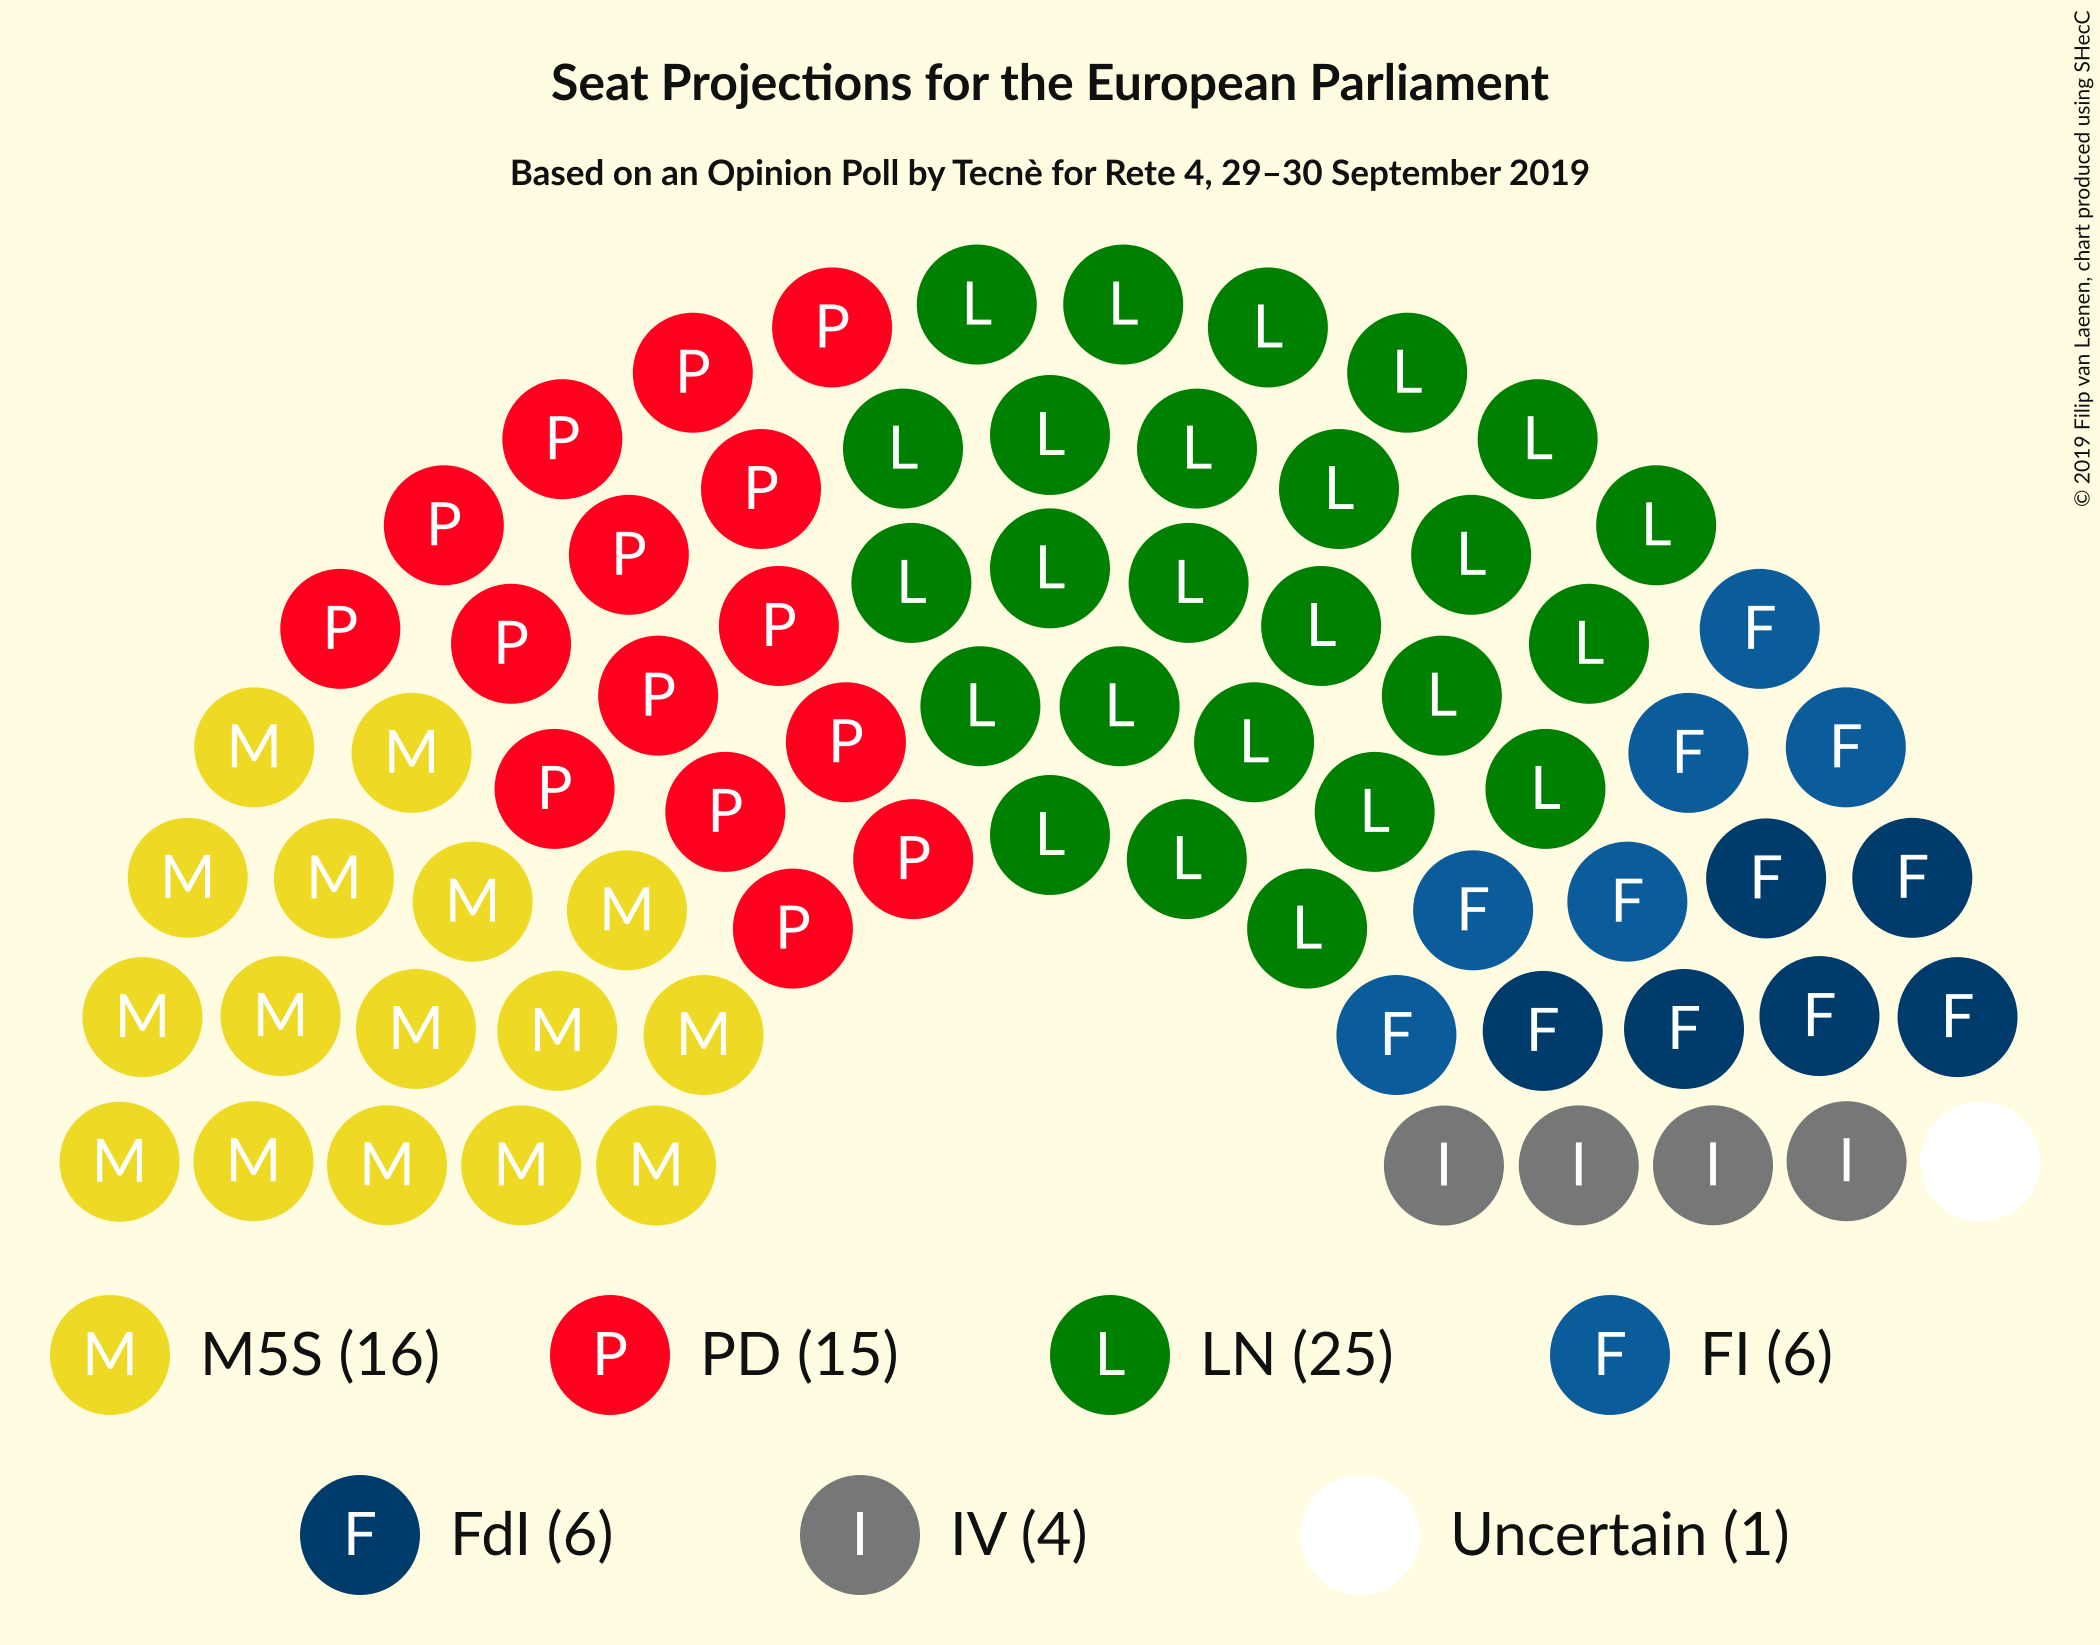 Seat Projections for the European Parliament
Based on an Opinion Poll by Tecnè for Rete 4, 29–30 September 2019
© 2019 Filip van Laenen, chart produced using SHecC
L L
P L
P L
L
L L L
P L
P L
P L
P L
L
L L
P L
P L
P F
L L
P L
P L
M M F F
P L
P L
P L
L L
M M F F
M F
M F
P L
M M F F
M F
M F
M F
M M M M M I I I I
M M5S (16) P PD (15) L LN (25) F FI (6)
F FdI (6) I IV (4) Uncertain (1)